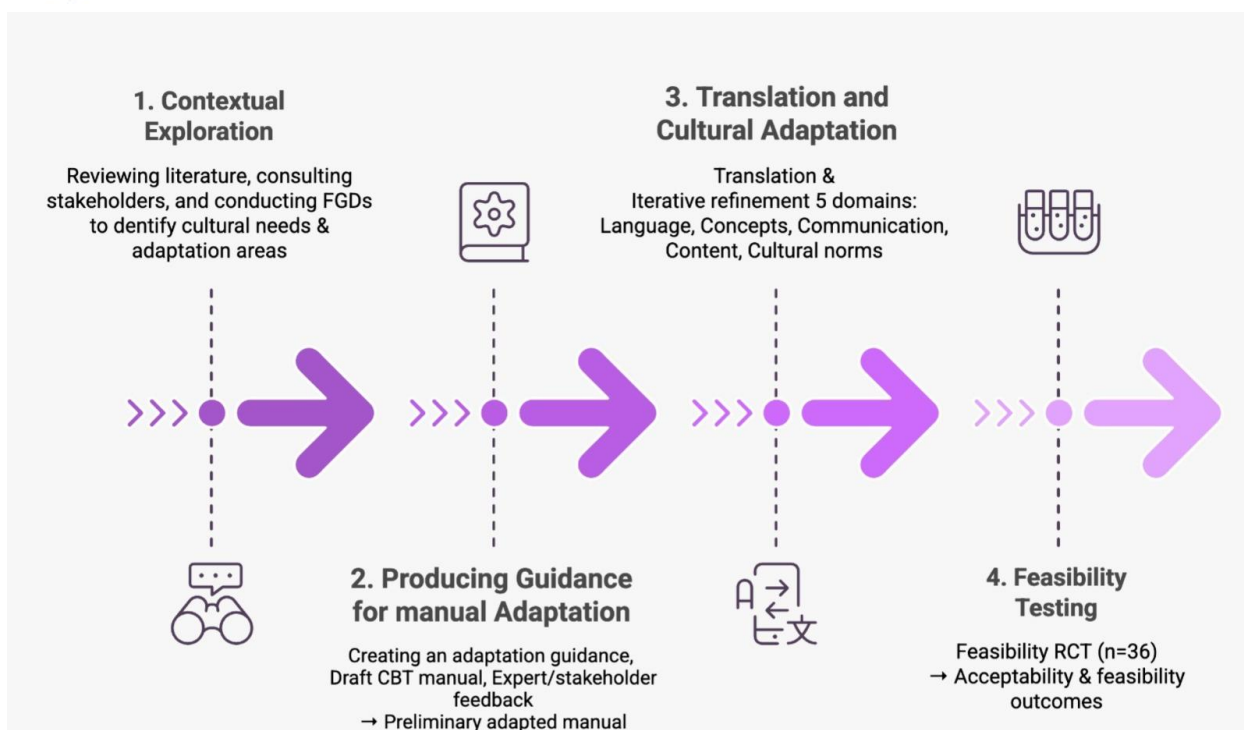 1. Contextual
Exploration
Reviewing literature, consulting
stakeholders, and conducting FGDs
to dentify cultural needs &
adaptation areas
2. Producing Guidance
for manual Adaptation
Creating an adaptation guidance,
Draft CBT manual, Expert/stakeholder
feedback
→ Preliminary adapted manual
3. Translation and
Cultural Adaptation
Translation &
Iterative refinement 5 domains:
Language, Concepts, Communication,
Content, Cultural norms
文
4. Feasibility
Testing
Feasibility RCT (n=36)
→ Acceptability & feasibility
outcomes